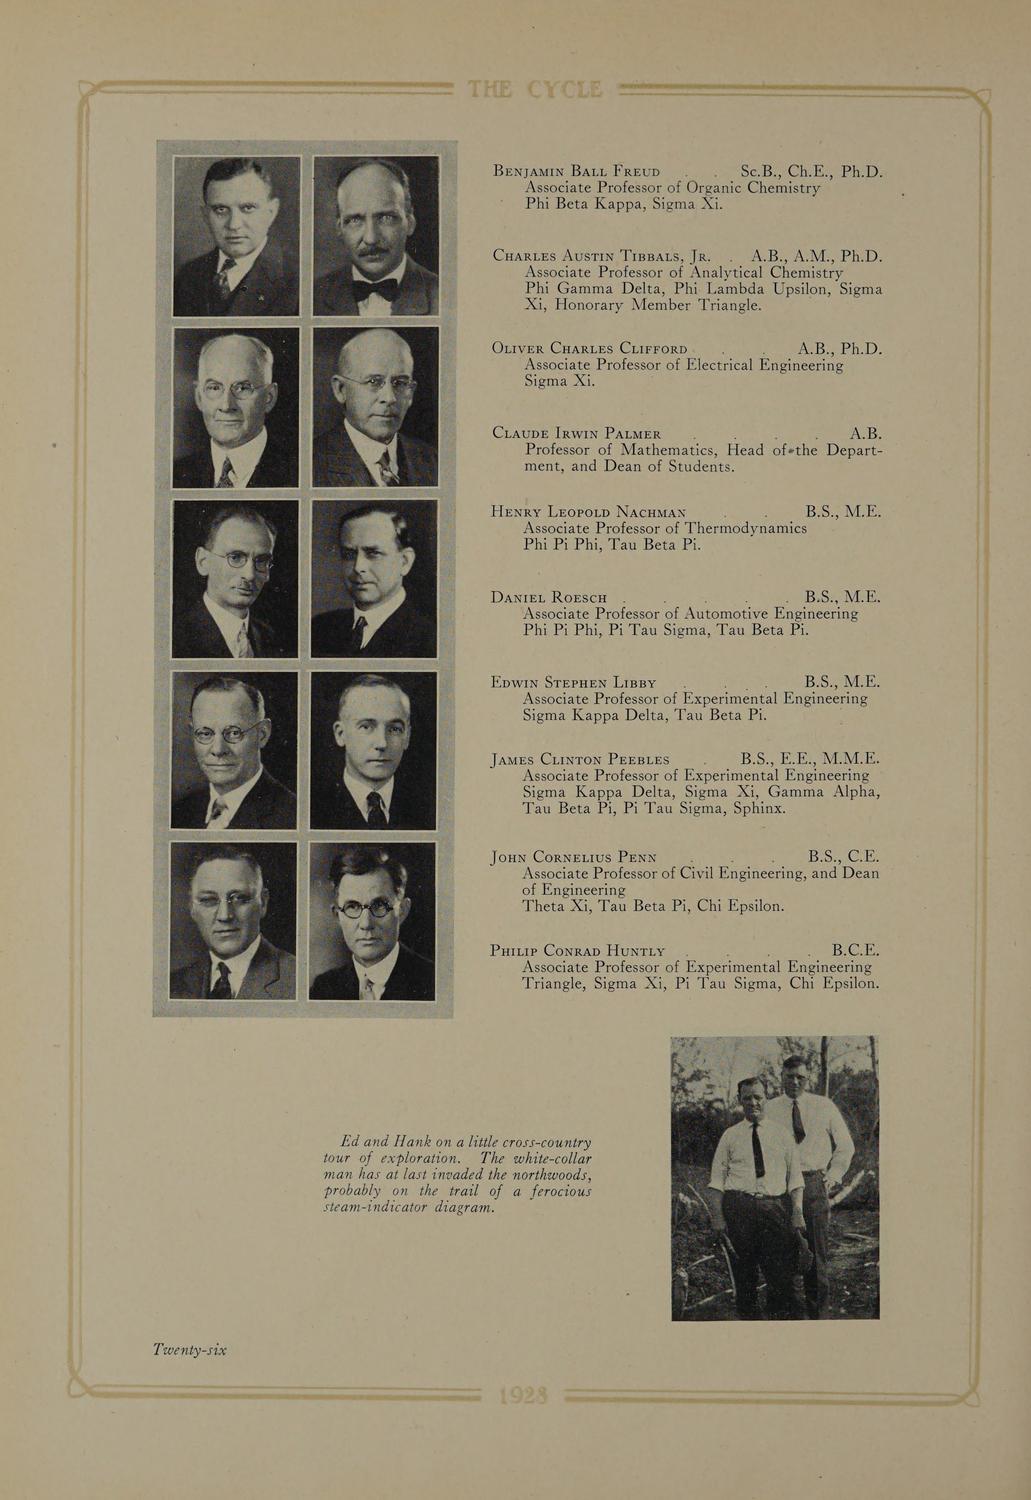 THE CYCLE
BENJAMIN BALL FREUD . . Sc.B., Ch.E., Ph.D.
Associate Professor of Organic Chemistry
Phi Beta Kappa, Sigma Xi.
CHARLES AUSTIN TIBBALS, JR. . A.B., A.M., Ph.D.
Associate Professor of Analytical Chemistry
Phi Gamma Delta, Phi Lambda Upsilon, Sigma
Xi, Honorary Member Triangle.
OLIVER CHARLES CLIFFORD . . A.B., Ph.D.
Associate Professor of Electrical Engineering
Sigma Xi.
CLAUDE IRWIN PALMER . . . . A.B.
Professor of Mathematics, Head of the Depart-
ment, and Dean of Students.
HENRY LEOPOLD NACHMAN . . B.S., M.E.
Associate Professor of Thermodynamics
Phi Pi Phi, Tau Beta Pi.
DANIEL ROESCH . . . . . B.S., M.E.
Associate Professor of Automotive Engineering
Phi Pi Phi, Pi Tau Sigma, Tau Beta Pi.
EDWIN STEPHEN LIBBY . . . B.S., M.E.
Associate Professor of Experimental Engineering
Sigma Kappa Delta, Tau Beta Pi.
JAMES CLINTON PEEBLES . B.S., E.E., M.M.E.
Associate Professor of Experimental Engineering
Sigma Kappa Delta, Sigma Xi, Gamma Alpha,
Tau Beta Pi, Pi Tau Sigma, Sphinx.
JOHN CORNELIUS PENN . . . B.S., C.E.
Associate Professor of Civil Engineering, and Dean
of Engineering
Theta Xi, Tau Beta Pi, Chi Epsilon.
PHILIP CONRAD HUNTLY . . . . B.C.E.
Associate Professor of Experimental Engineering
Triangle, Sigma Xi, Pi Tau Sigma, Chi Epsilon.
Ed and Hank on a little cross-country
tour of exploration. The white-collar
man has at last invaded the northwoods,
probably on the trail of a ferocious
steam-indicator diagram.
Twenty-six
1928